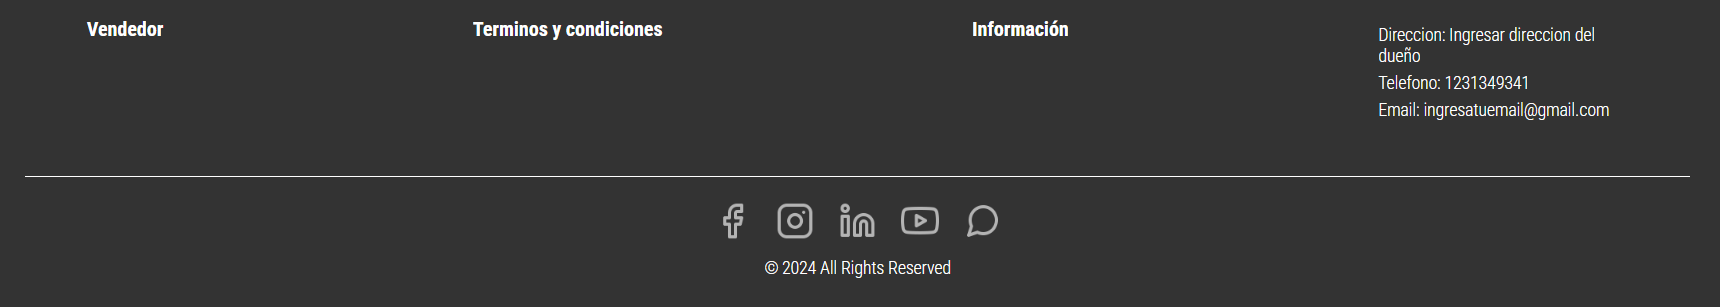 Vendedor
Terminos y condiciones
Información
Direccion: Ingresar direccion del
dueño
Telefono: 1231349341
Email: ingresatuemail@gmail.com
© 2024 All Rights Reserved